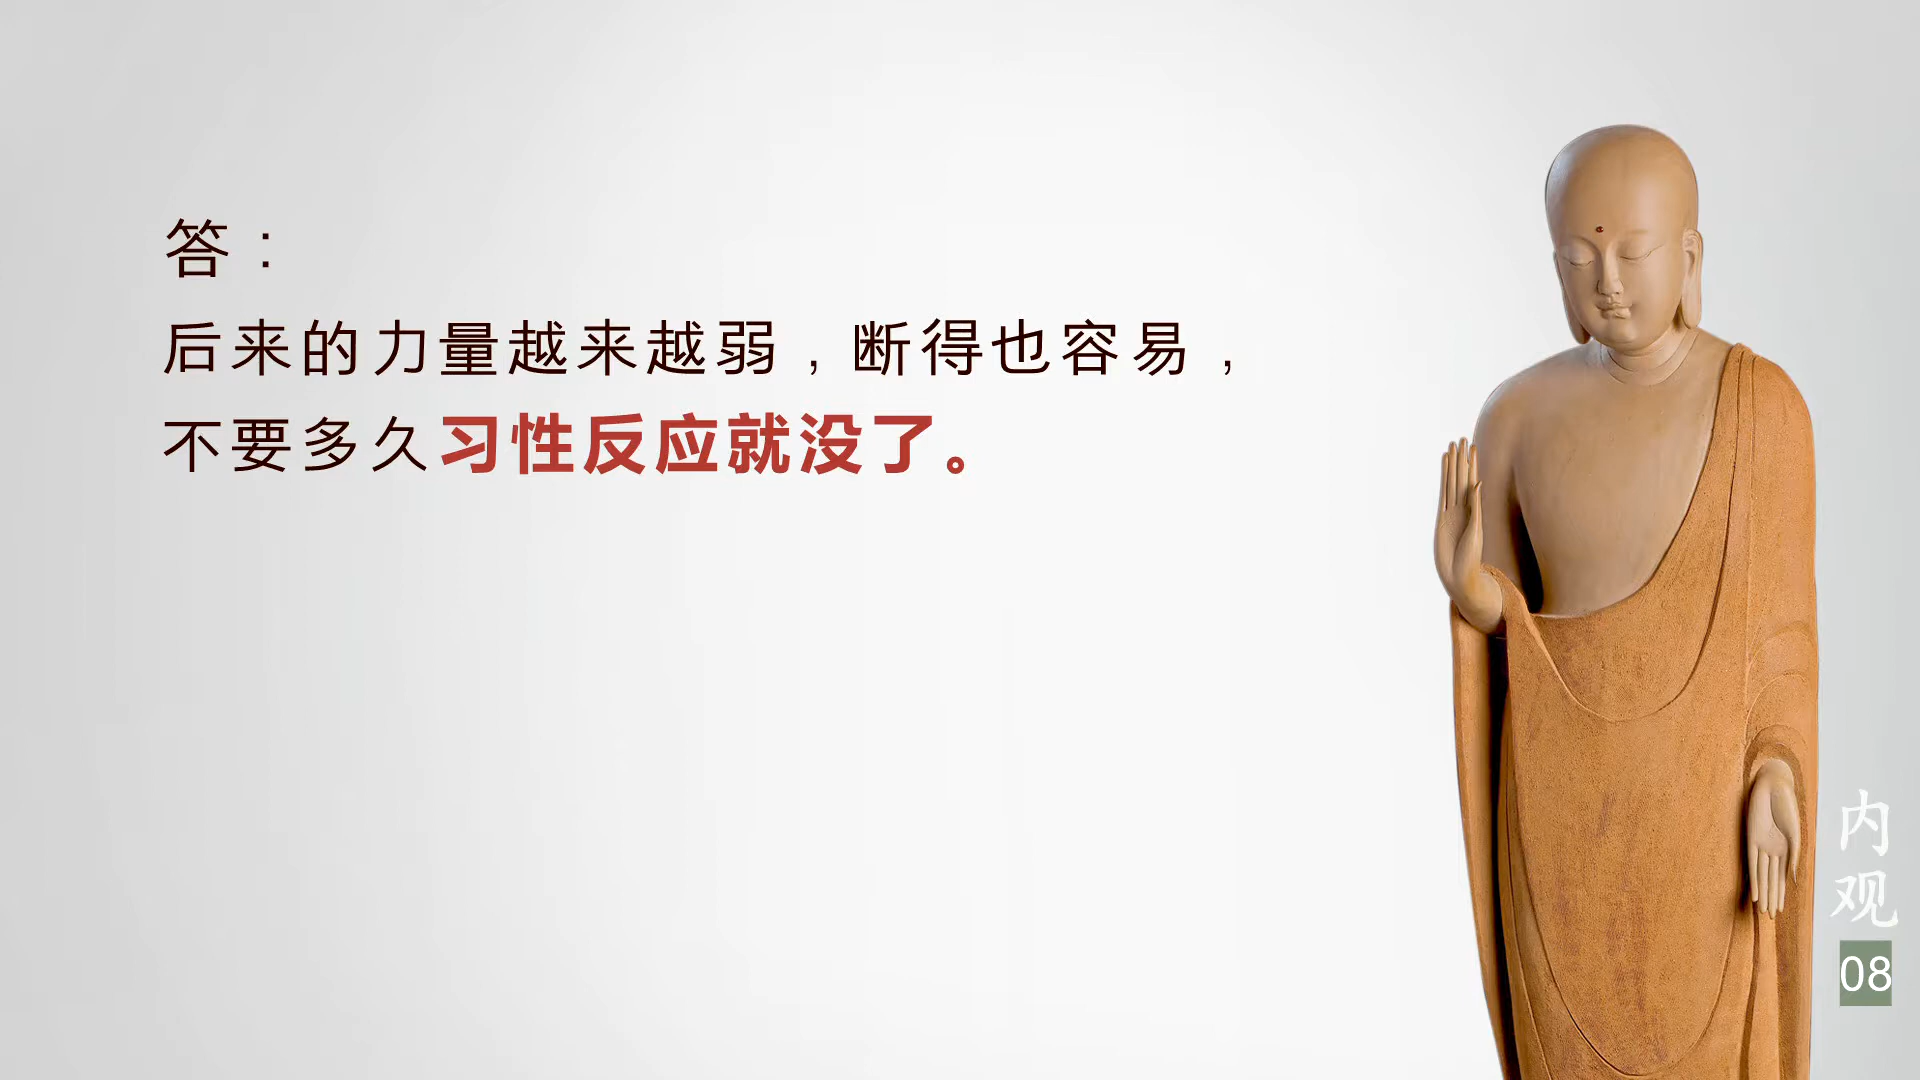 答：
后来的力量越来越弱，断得也容易，
不要多久习性反应就没了。
内观
08